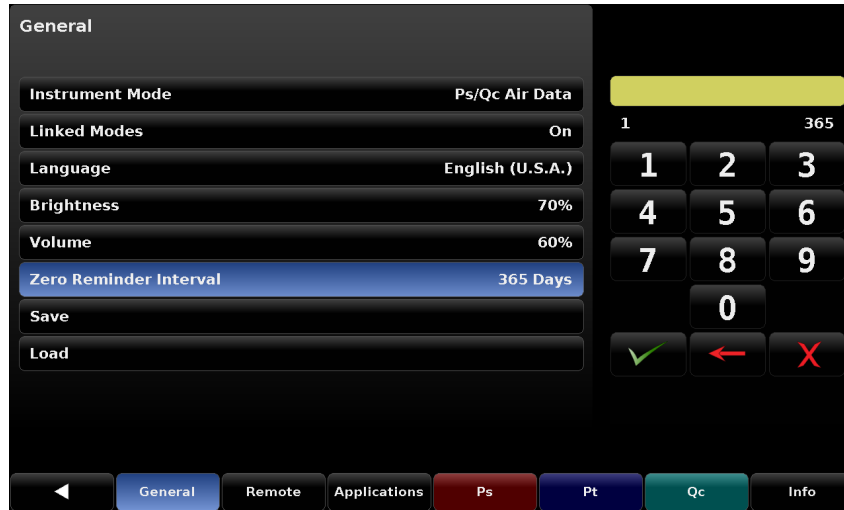 General
Instrument Mode Ps/Qc Air Data
Linked Modes On
Language English (U.S.A.)
Brightness 70%
Volume 60%
Zero Reminder Interval 365 Days
Save
Load
1 365
1 2 3
4 5 6
7 8 9
0
X
General Remote Applications Ps Pt Qc Info